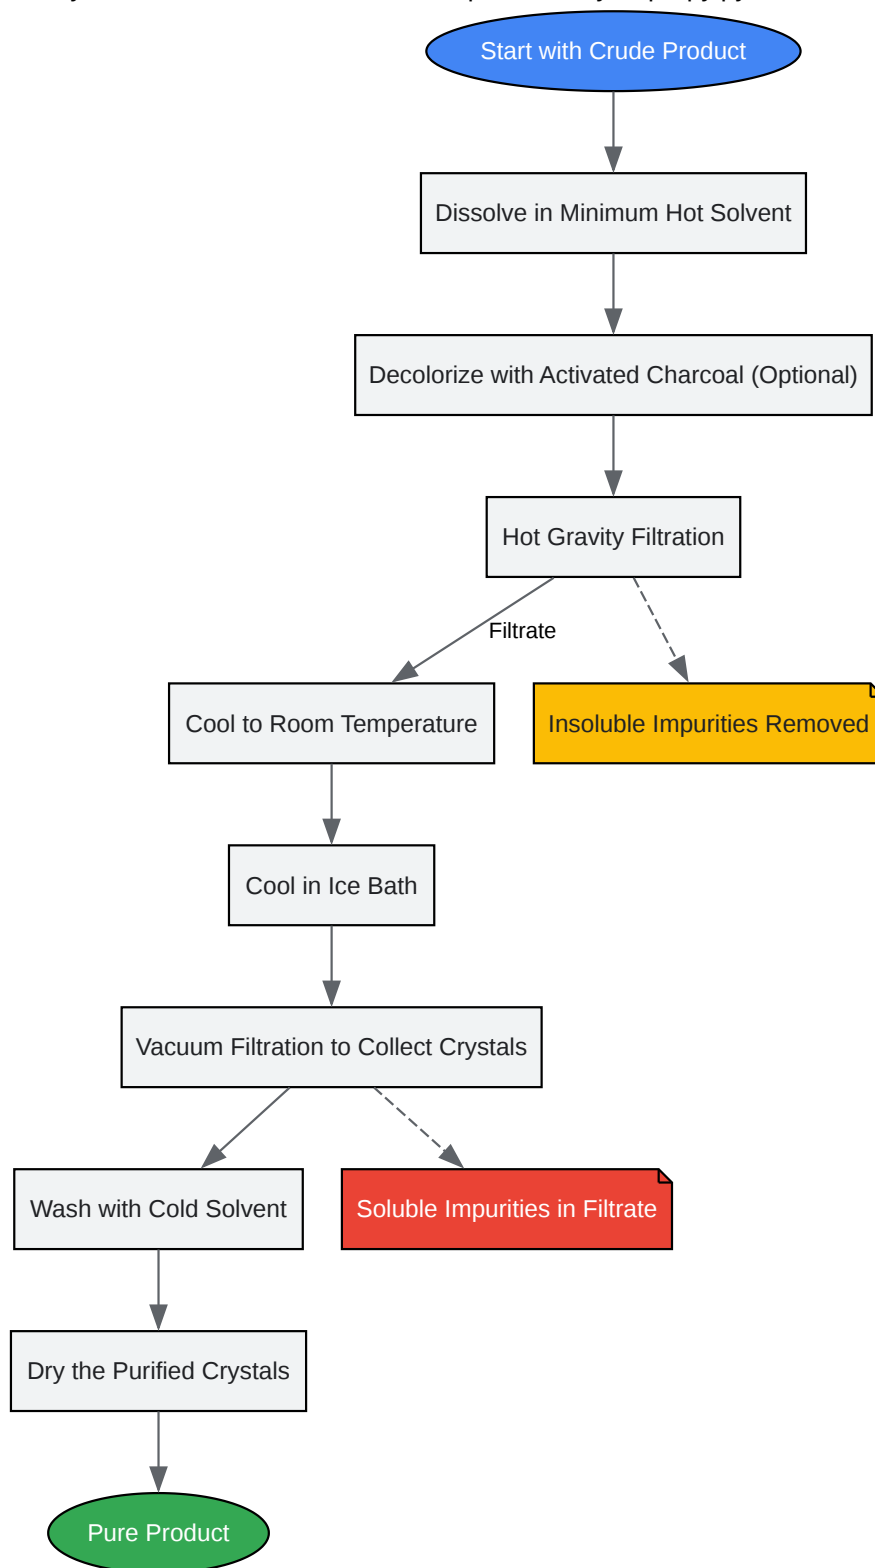 Start with Crude Product
Dissolve in Minimum Hot Solvent
Decolorize with Activated Charcoal (Optional)
Hot Gravity Filtration
Filtrate
Cool to Room Temperature
Insoluble Impurities Removed
Cool in Ice Bath
Vacuum Filtration to Collect Crystals
Wash with Cold Solvent
Soluble Impurities in Filtrate
Dry the Purified Crystals
Pure Product